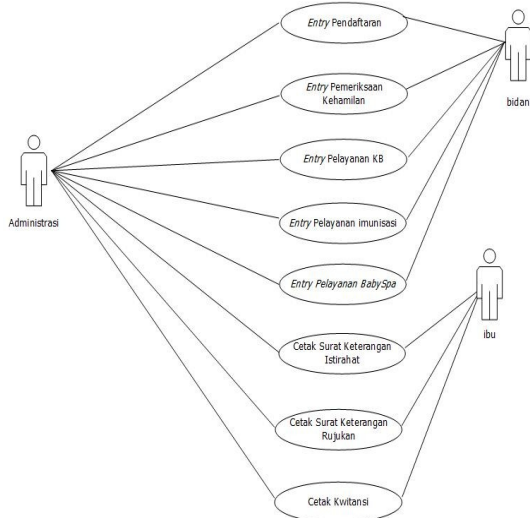 Entry Pendaftaran
bidan
Entry Pemeriksaan
Kehamilan
Administrasi
Entry Pelayanan KB
Entry Pelayanan imunisasi
Entry Pelayanan BabySpa
ibu
Cetak Surat Keterangan
Istirahat
Cetak Surat Keterangan
Rujukan
Cetak Kwitansi